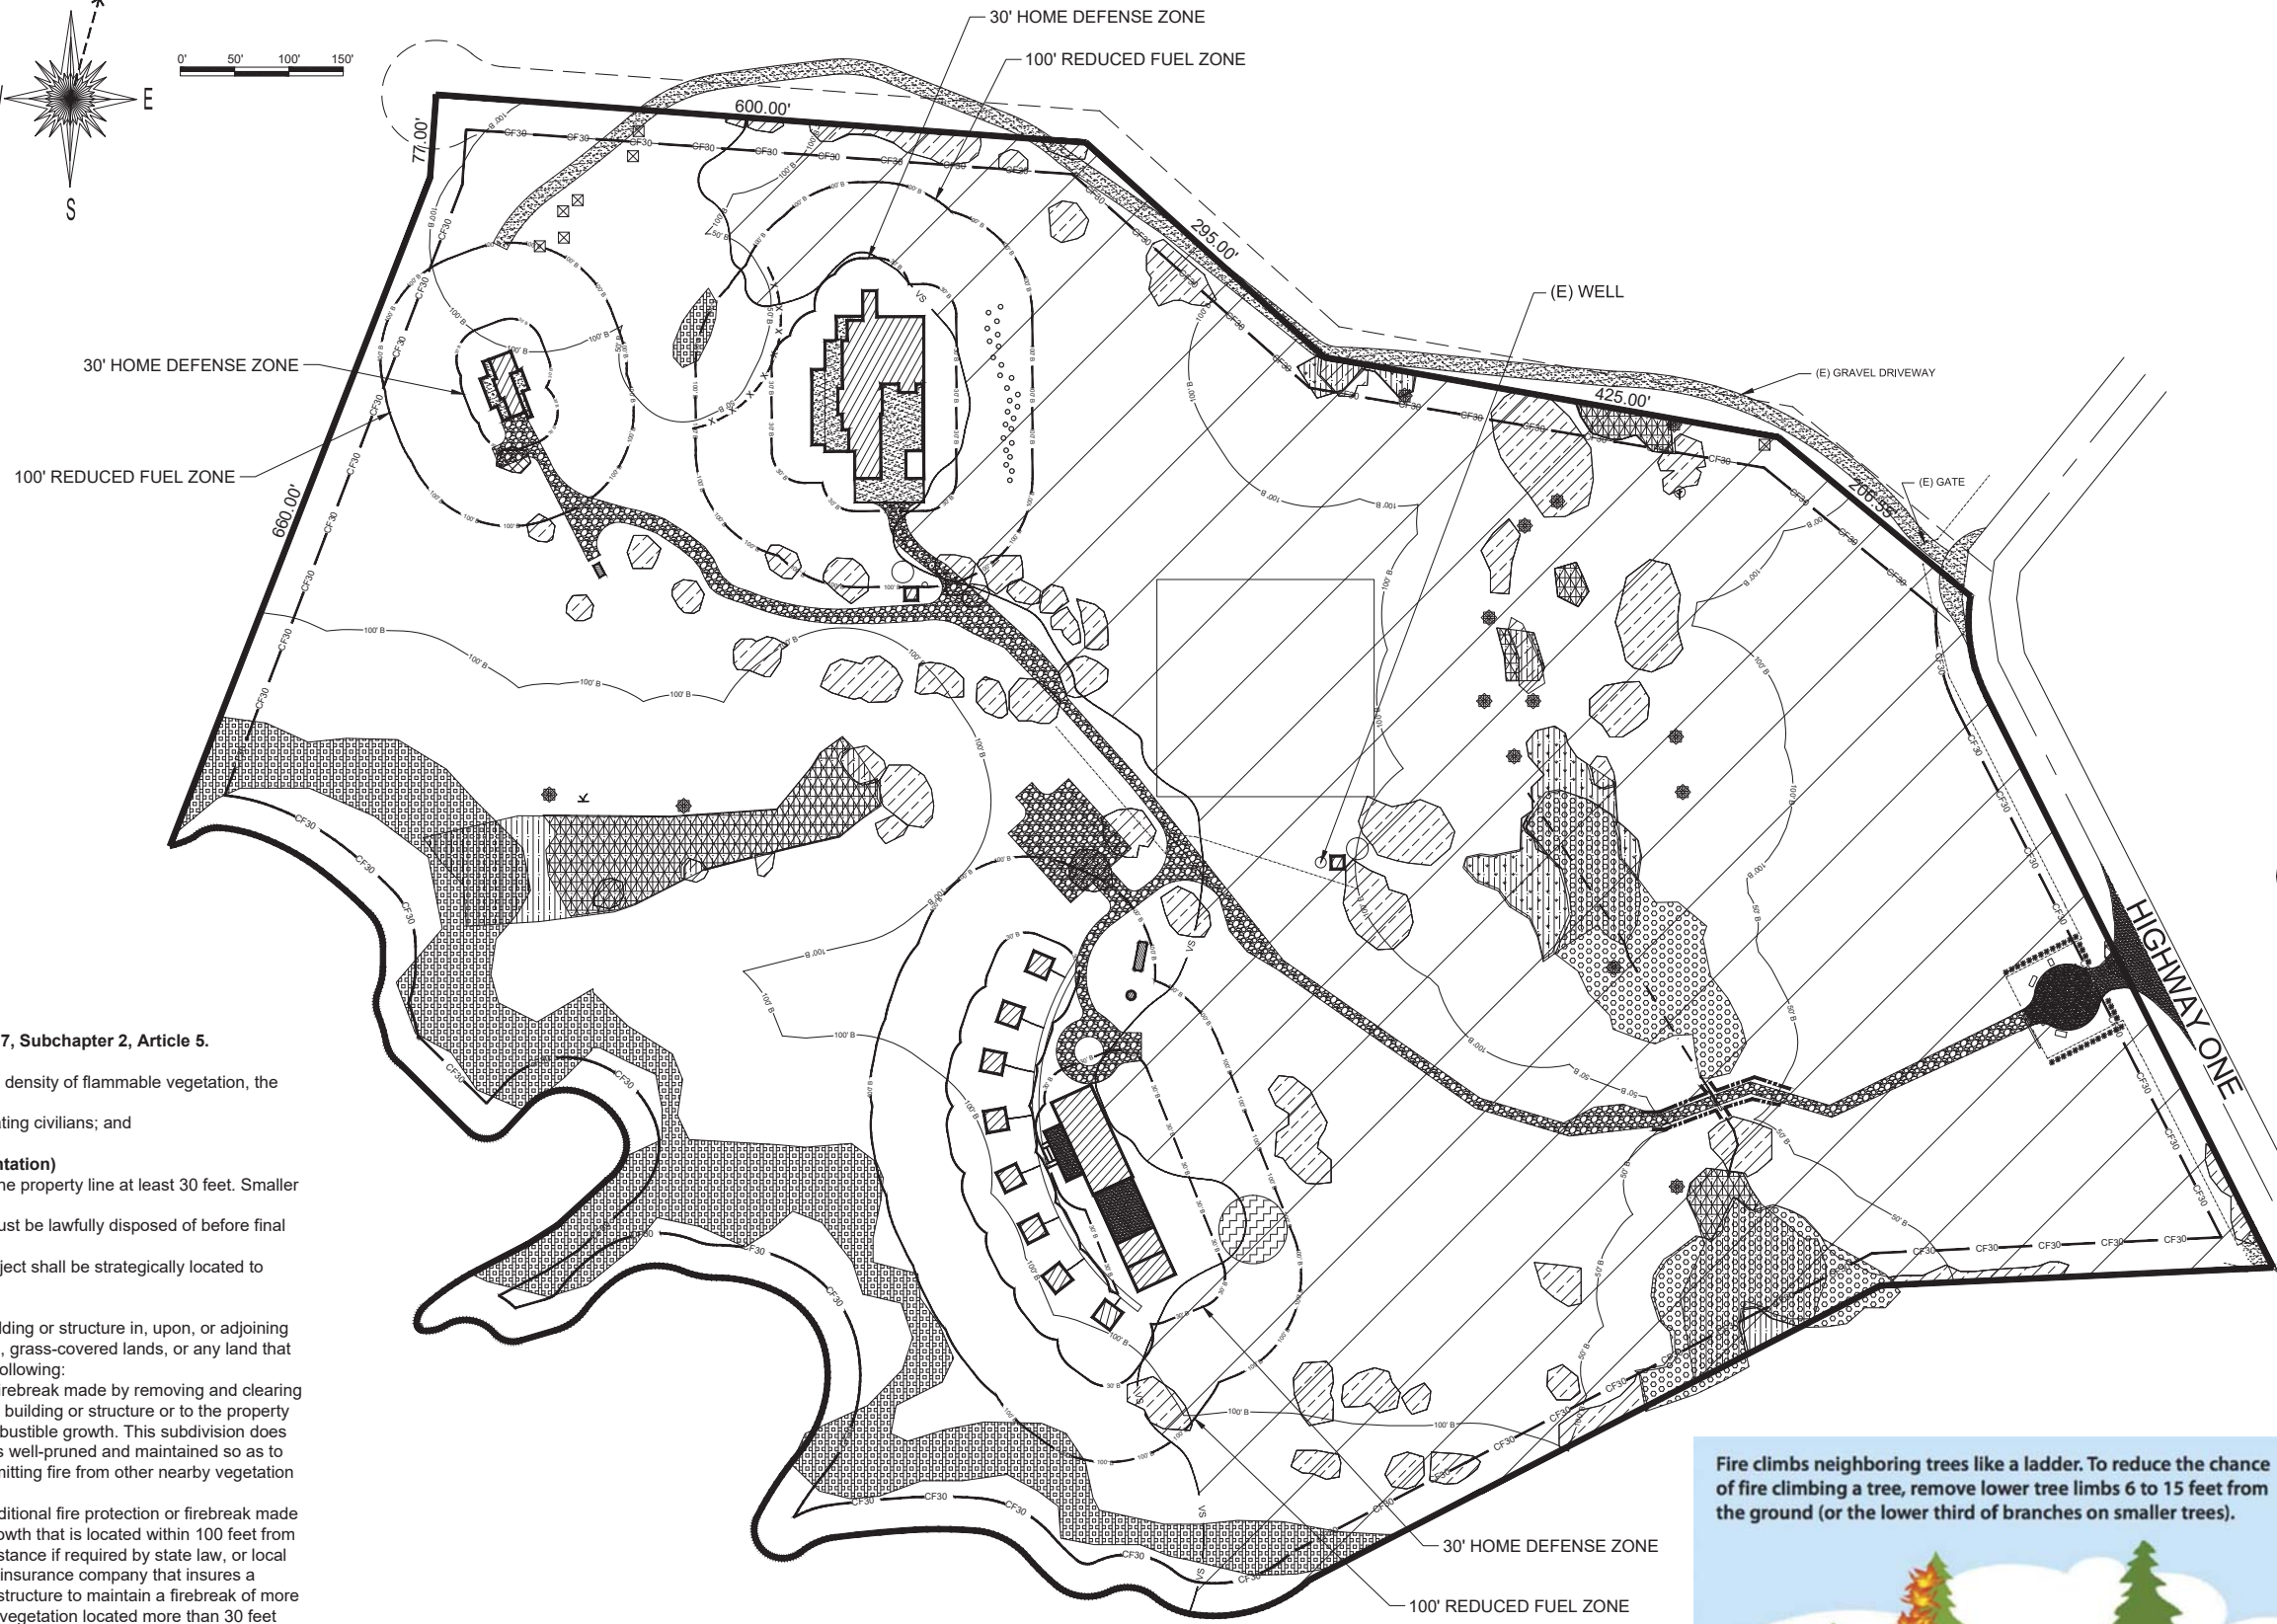 30' HOME DEFENSE ZONE
100' REDUCED FUEL ZONE
0' 50' 100' 150'
E
S
600.00'
77.00'
295.00'
(E) WELL
30' HOME DEFENSE ZONE
(E) GRAVEL DRIVEWAY
425.00'
100' REDUCED FUEL ZONE
(E) GATE
206.55'
660.00'
HIGHWAY ONE
CF30
100' B
50' B
30' B
VS
7, Subchapter 2, Article 5.
density of flammable vegetation, the
ating civilians; and
ntation)
ne property line at least 30 feet. Smaller
ust be lawfully disposed of before final
ject shall be strategically located to
lding or structure in, upon, or adjoining
, grass-covered lands, or any land that
ollowing:
irebreak made by removing and clearing
building or structure or to the property
bustible growth. This subdivision does
s well-pruned and maintained so as to
mitting fire from other nearby vegetation
ditional fire protection or firebreak made
owth that is located within 100 feet from
stance if required by state law, or local
insurance company that insures a
structure to maintain a firebreak of more
vegetation located more than 30 feet
Fire climbs neighboring trees like a ladder. To reduce the chance
of fire climbing a tree, remove lower tree limbs 6 to 15 feet from
the ground (or the lower third of branches on smaller trees).
30' HOME DEFENSE ZONE
100' REDUCED FUEL ZONE